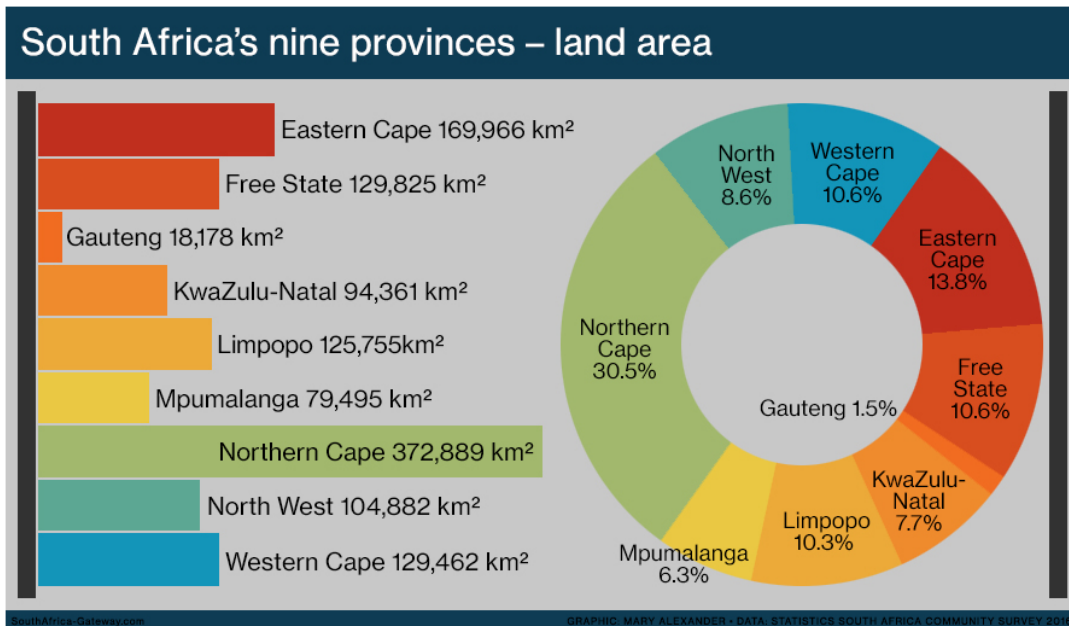 South Africa's nine provinces – land area
Eastern Cape 169,966 km²
Free State 129,825 km²
Gauteng 18,178 km²
KwaZulu-Natal 94,361 km²
Limpopo 125,755km²
Mpumalanga 79,495 km²
Northern Cape 372,889 km²
North West 104,882 km²
Western Cape 129,462 km²
North
West
8.6%
Western
Cape
10.6%
Eastern
Cape
13.8%
Northern
Cape
30.5%
Free
State
10.6%
Gauteng 1.5%
KwaZulu-
Natal
7.7%
Limpopo
10.3%
Mpumalanga
6.3%
SouthAfrica-Gateway.com
GRAPHIC: MARY ALEXANDER • DATA: STATISTICS SOUTH AFRICA COMMUNITY SURVEY